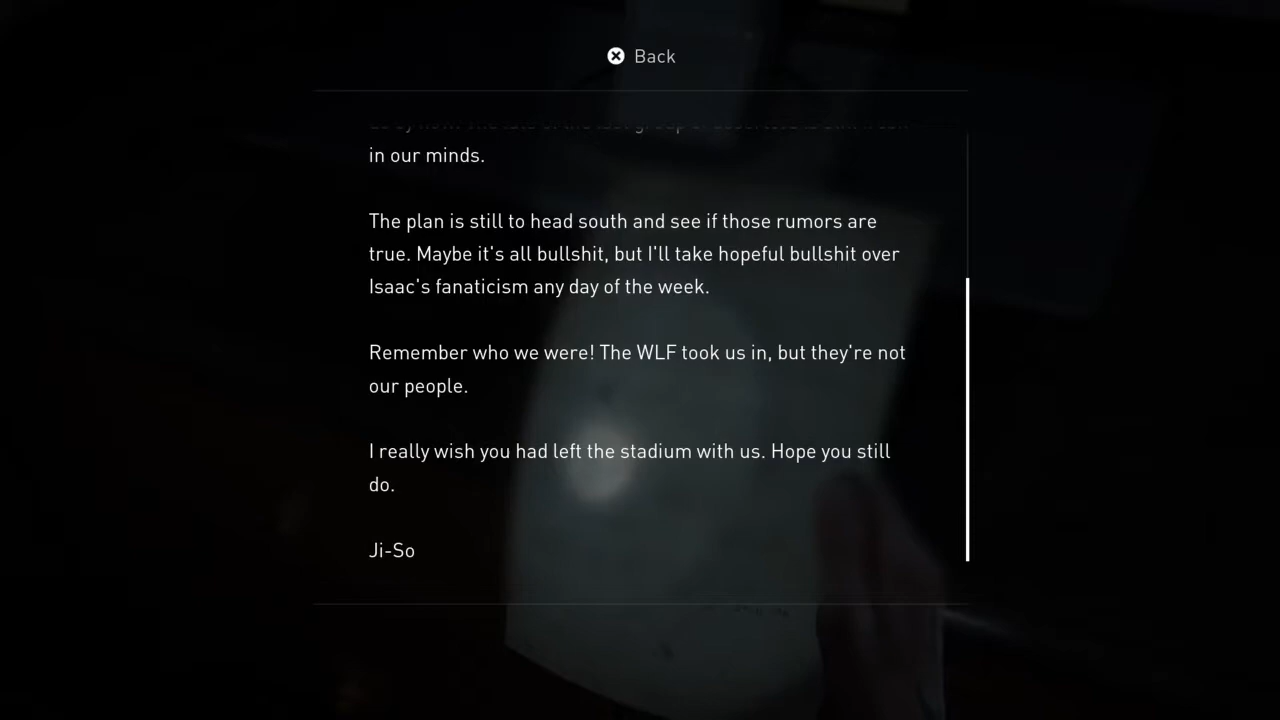 Back
in our minds.
The plan is still to head south and see if those rumors are
true. Maybe it's all bullshit, but I'll take hopeful bullshit over
Isaac's fanaticism any day of the week.
Remember who we were! The WLF took us in, but they're not
our people.
I really wish you had left the stadium with us. Hope you still
do.
Ji-So